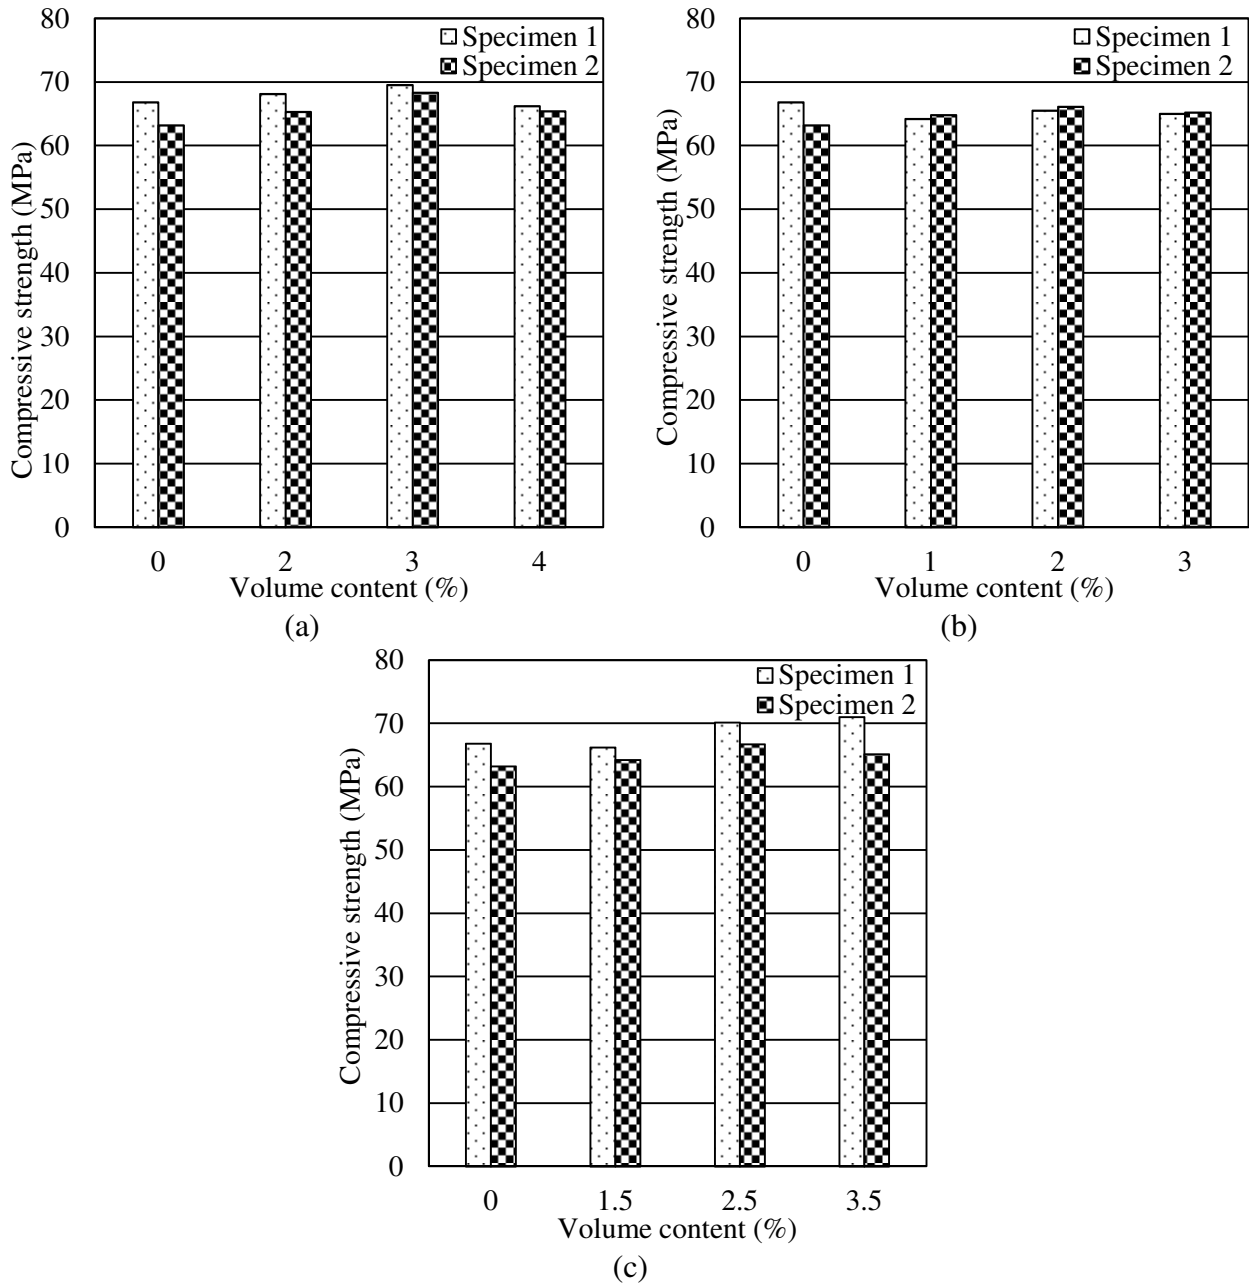 80
70
60
50
40
30
20
10
0
Compressive strength (MPa)
Specimen 1
Specimen 2
0 2 3 4
Volume content (%)
(a)
80
70
60
50
40
30
20
10
0
Compressive strength (MPa)
Specimen 1
Specimen 2
0 1 2 3
Volume content (%)
(b)
80
70
60
50
40
30
20
10
0
Compressive strength (MPa)
Specimen 1
Specimen 2
0 1.5 2.5 3.5
Volume content (%)
(c)